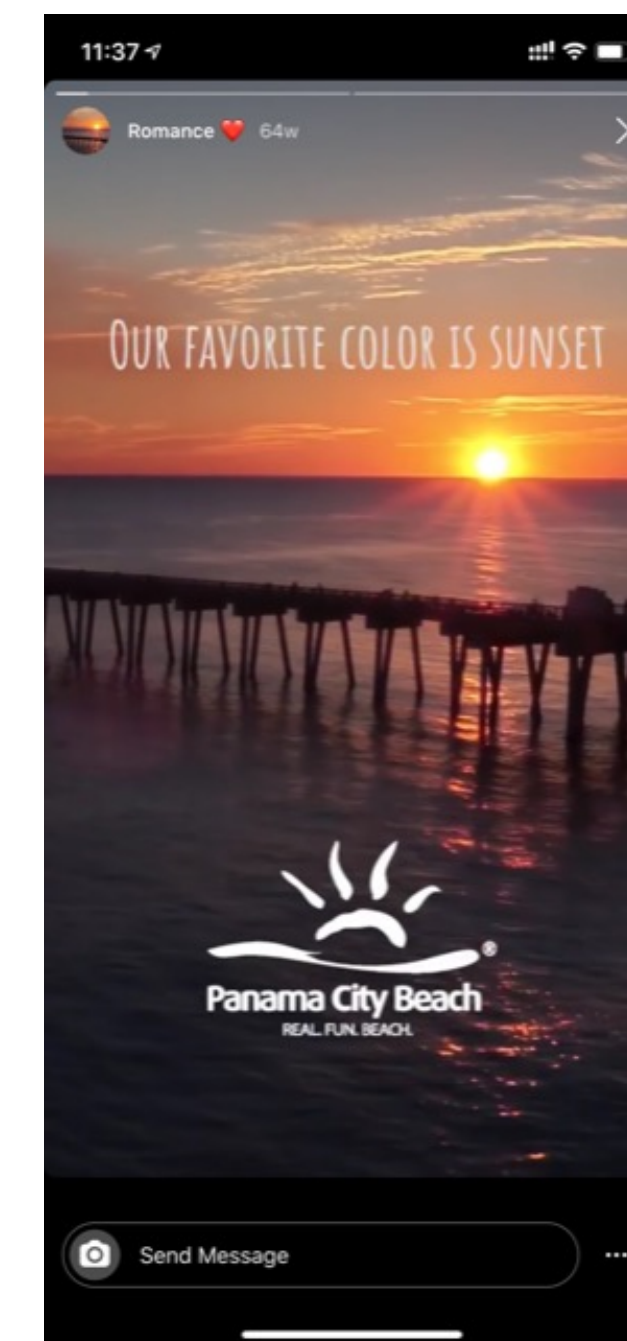 11:37
Romance ❤️ 64w
OUR FAVORITE COLOR IS SUNSET
Panama City Beach®
REAL. FUN. BEACH.
Send Message